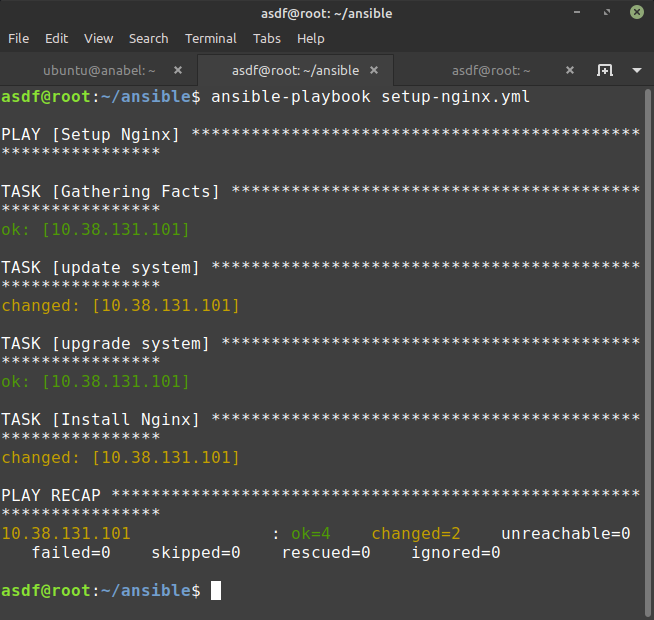 asdf@root: ~/ansible
File Edit View Search Terminal Tabs Help
ubuntu@anabel: ~ × asdf@root: ~/ansible × asdf@root: ~ ×
asdf@root:~/ansible$ ansible-playbook setup-nginx.yml
PLAY [Setup Nginx] *********************************************
****************
TASK [Gathering Facts] *****************************************
****************
ok: [10.38.131.101]
TASK [update system] *******************************************
****************
changed: [10.38.131.101]
TASK [upgrade system] ******************************************
****************
ok: [10.38.131.101]
TASK [Install Nginx] *******************************************
****************
changed: [10.38.131.101]
PLAY RECAP *****************************************************
****************
10.38.131.101              : ok=4    changed=2    unreachable=0
   failed=0    skipped=0    rescued=0    ignored=0
asdf@root:~/ansible$